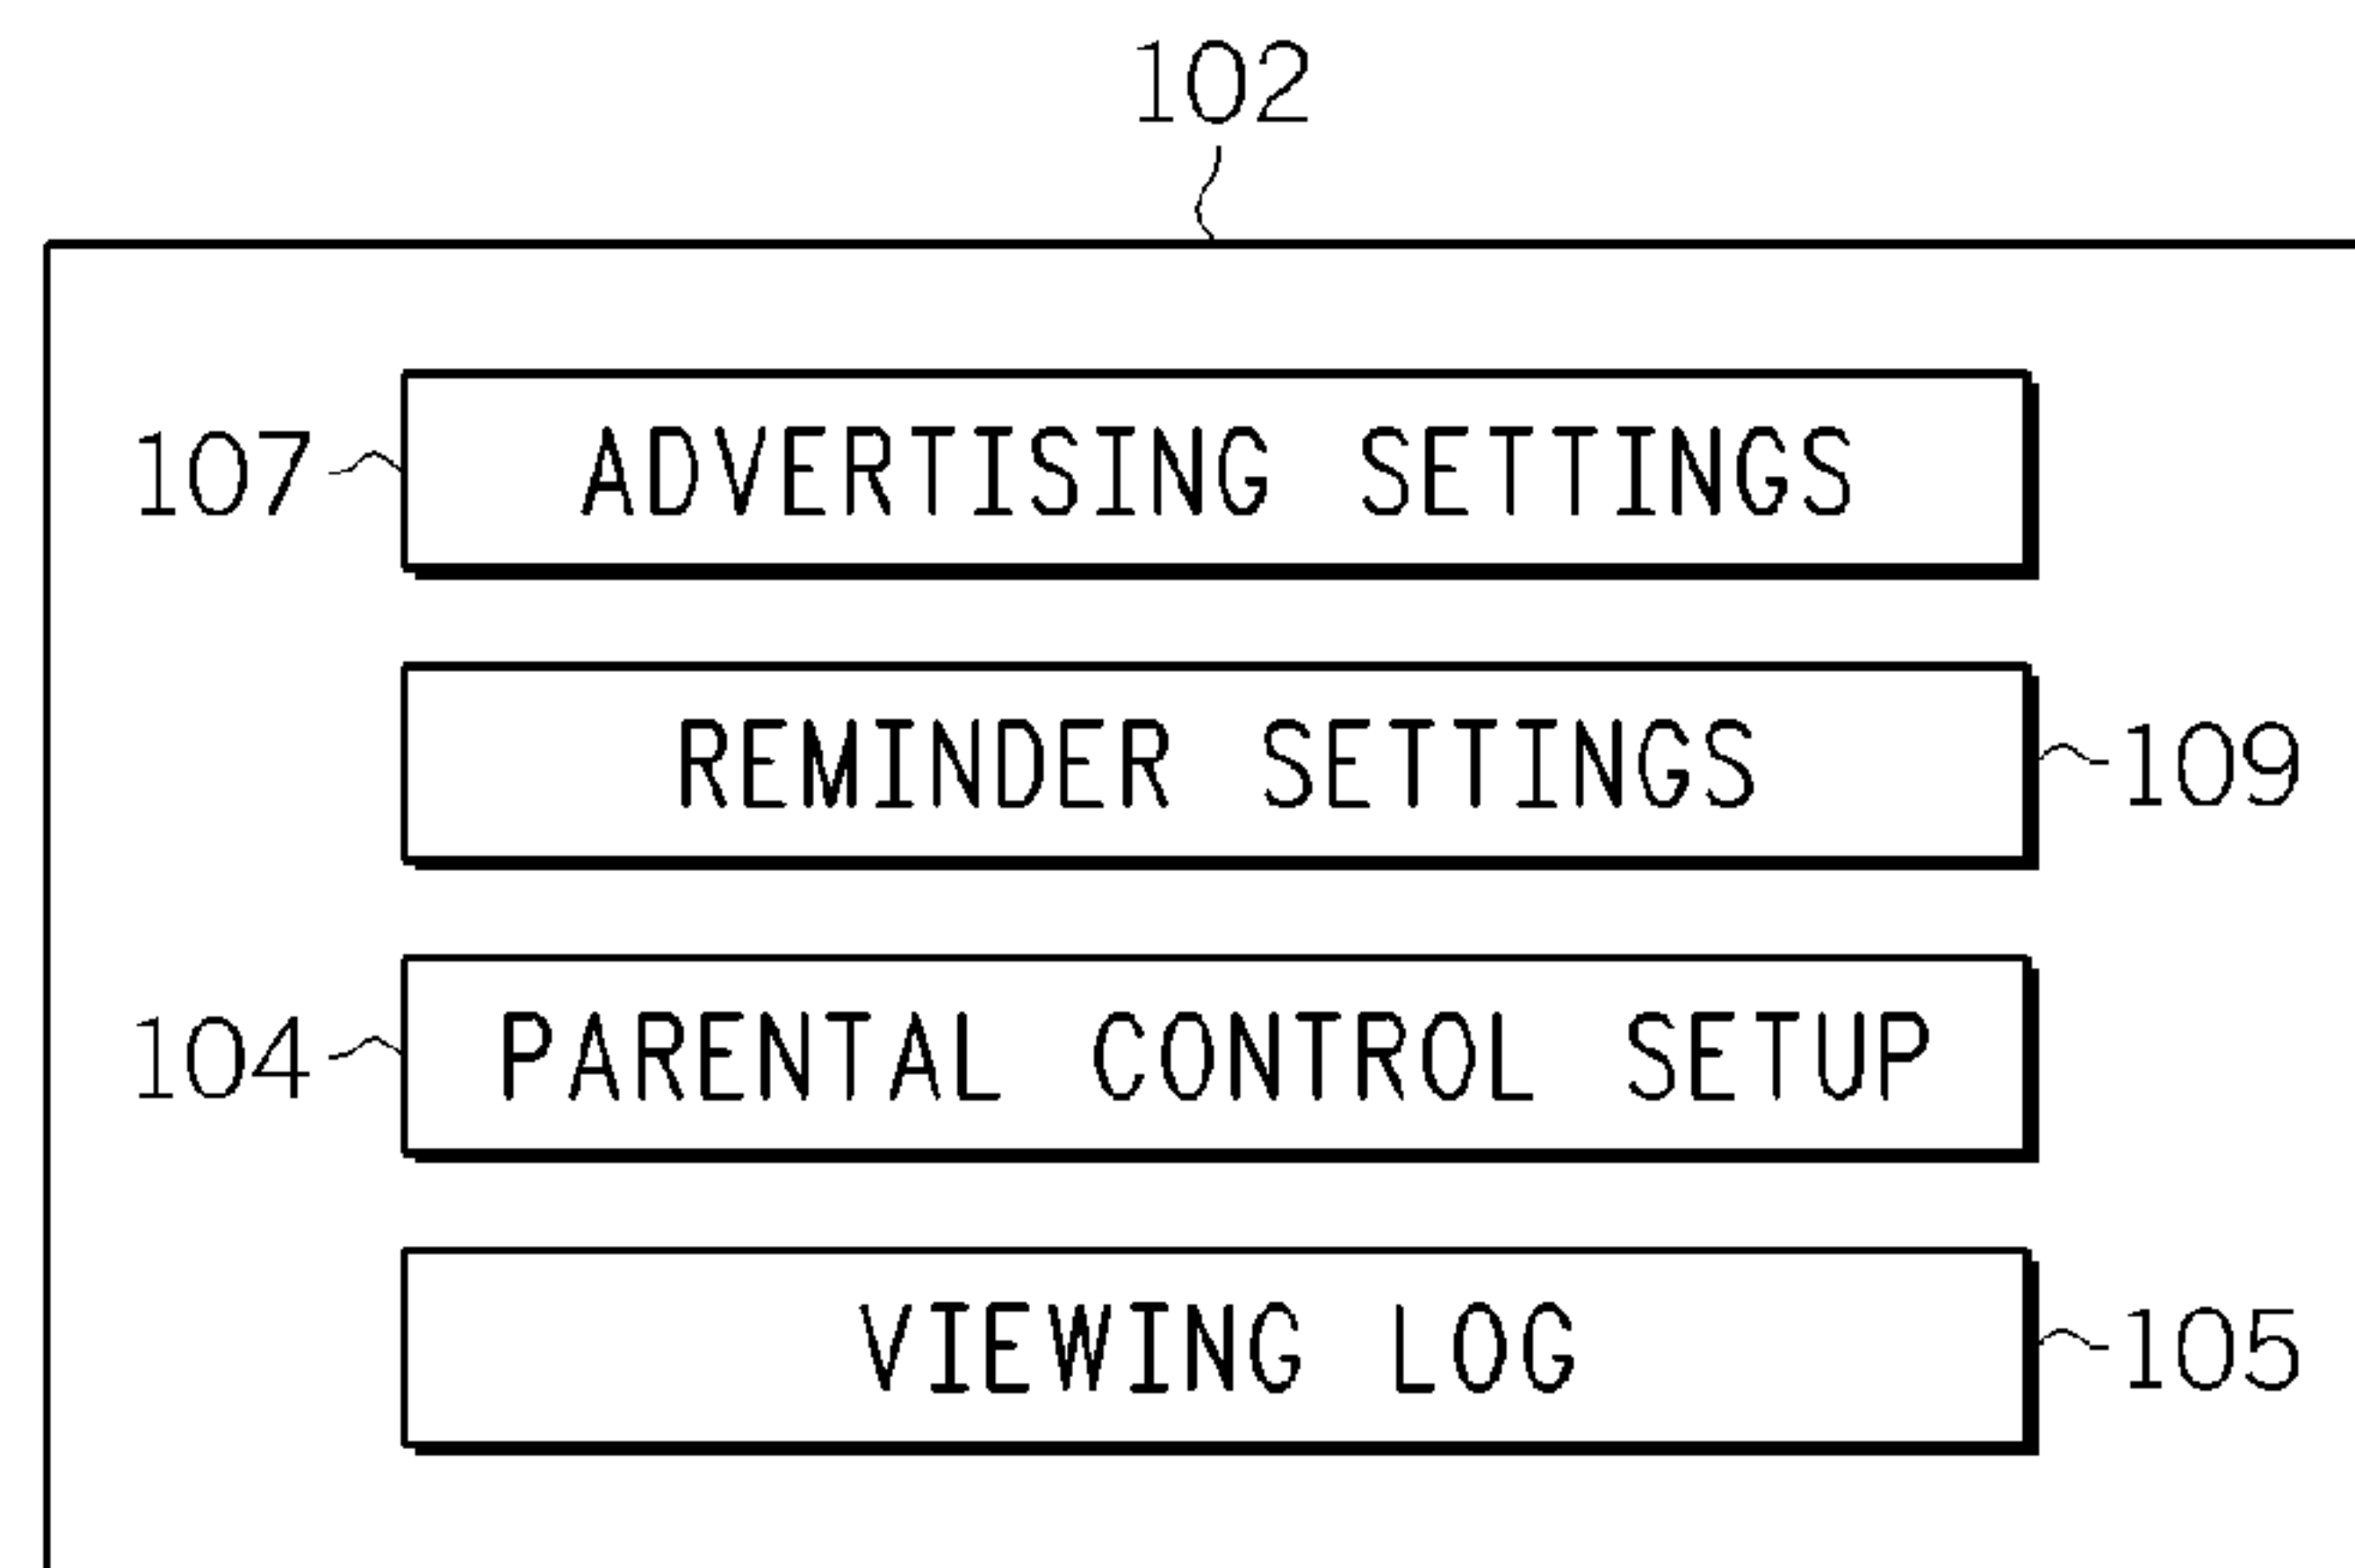 102
107 ADVERTISING SETTINGS
REMINDER SETTINGS 109
104 PARENTAL CONTROL SETUP
VIEWING LOG 105